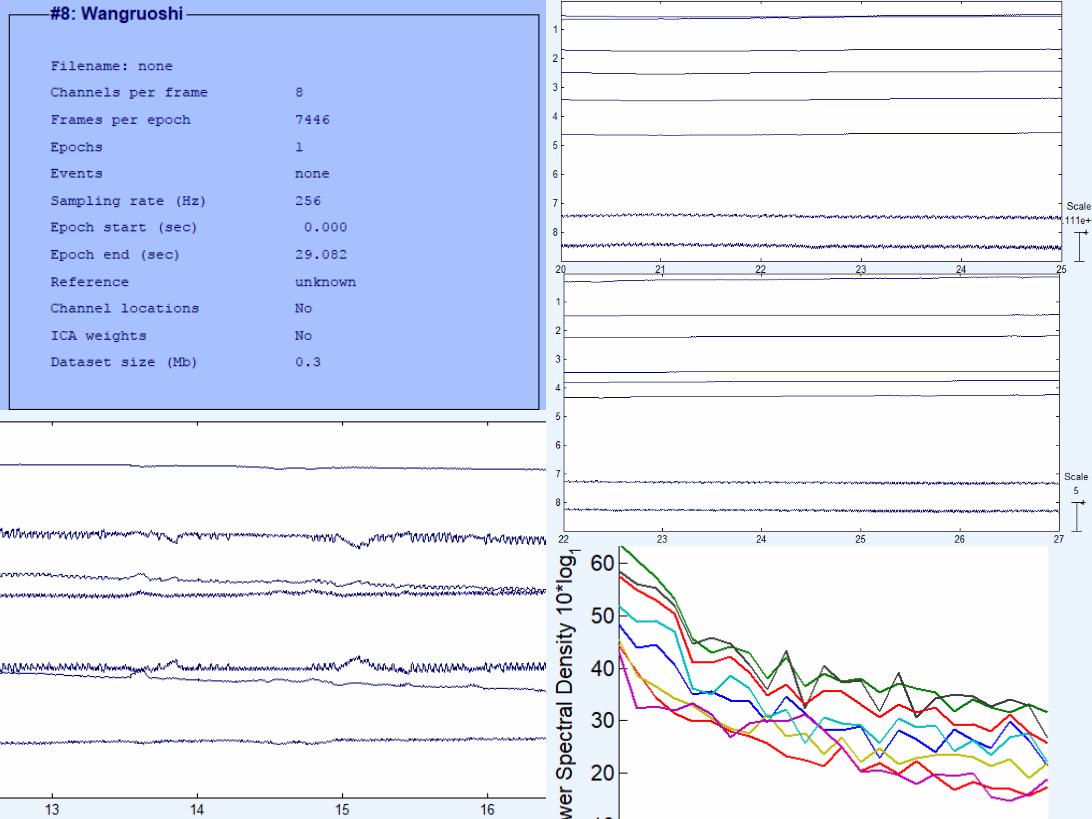 #8: Wangruoshi
Filename: none
Channels per frame 8
Frames per epoch 7446
Epochs 1
Events none
Sampling rate (Hz) 256
Epoch start (sec) 0.000
Epoch end (sec) 29.082
Reference unknown
Channel locations No
ICA weights No
Dataset size (Mb) 0.3
1
2
3
4
5
6
7
8
20 21 22 23 24 25
Scale
.111e+
1
2
3
4
5
6
7
8
22 23 24 25 26 27
Scale
5
13 14 15 16
wer Spectral Density 10*log1
60
50
40
30
20